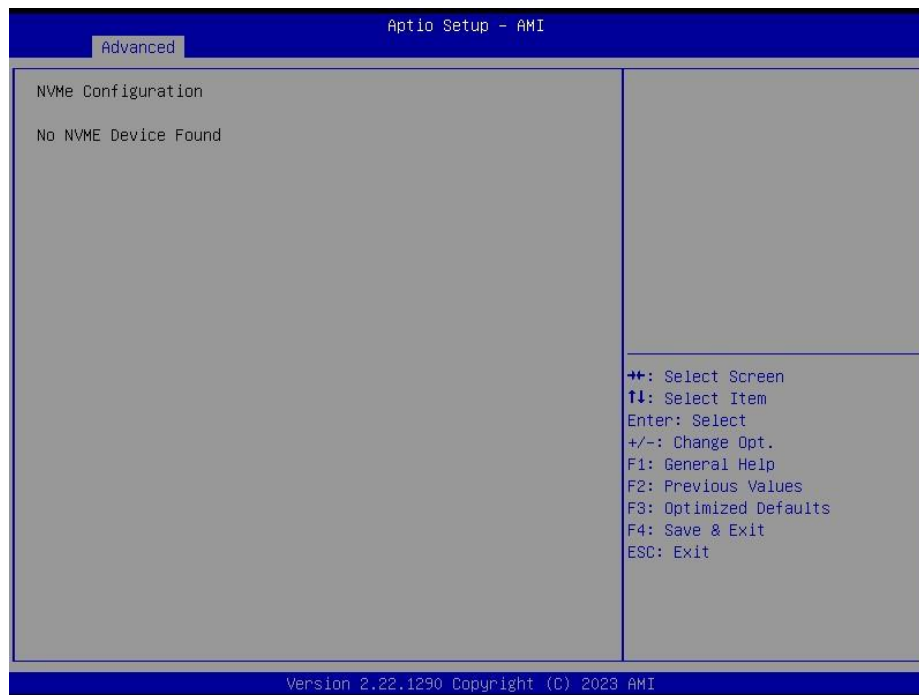 Aptio Setup - AMI
Advanced
NVMe Configuration
No NVME Device Found
→←: Select Screen
↑↓: Select Item
Enter: Select
+/-: Change Opt.
F1: General Help
F2: Previous Values
F3: Optimized Defaults
F4: Save & Exit
ESC: Exit
Version 2.22.1290 Copyright (C) 2023 AMI